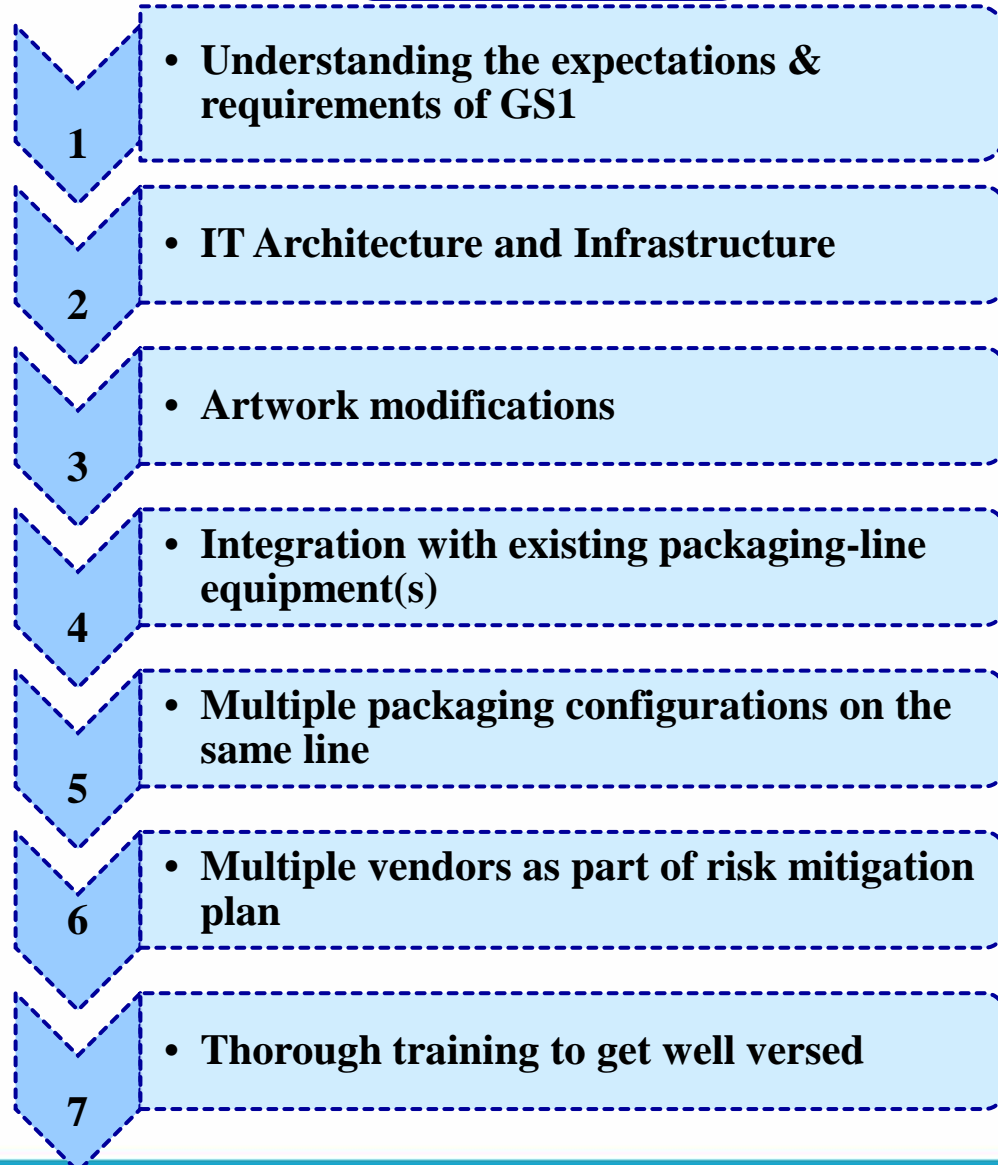 1
• Understanding the expectations &
requirements of GS1
2
• IT Architecture and Infrastructure
3
• Artwork modifications
4
• Integration with existing packaging-line
equipment(s)
5
• Multiple packaging configurations on the
same line
6
• Multiple vendors as part of risk mitigation
plan
7
• Thorough training to get well versed